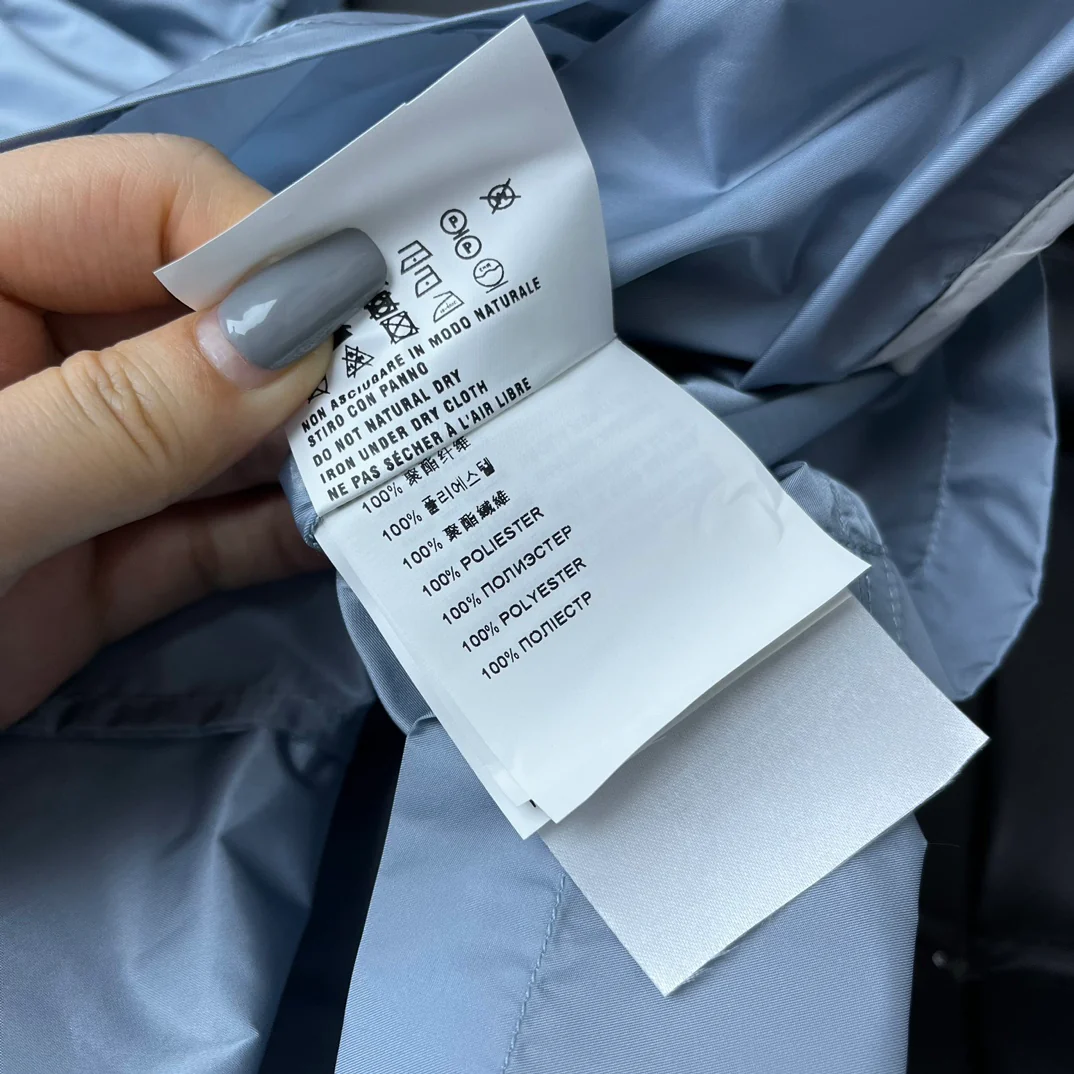 NON ASCIUGARE IN MODO NATURALE
STIRO CON PANNO
DO NOT NATURAL DRY
IRON UNDER DRY CLOTH
NE PAS SÉCHER À L'AIR LIBRE
100% 聚酯纤维
100% 폴리에스텔
100% 聚酯纖維
100% POLIESTER
100% ПОЛИЭСТЕР
100% POLYESTER
100% ПОЛІЕСТР